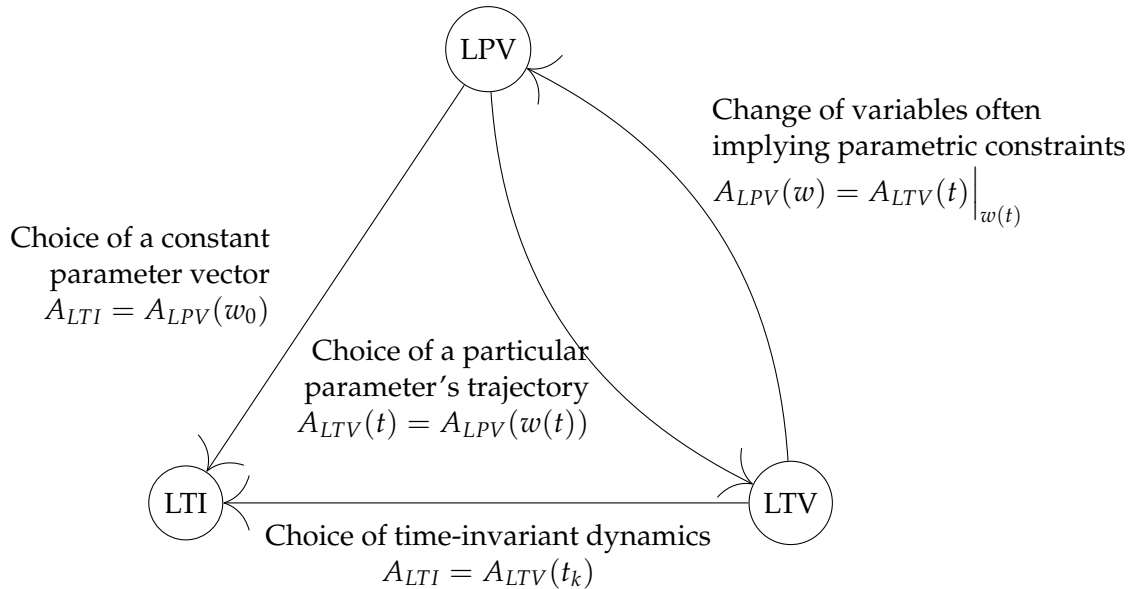 LPV
Change of variables often
implying parametric constraints
A_{LPV}(w) = A_{LTV}(t)|_{w(t)}
Choice of a constant
parameter vector
A_{LTI} = A_{LPV}(w_0)
Choice of a particular
parameter's trajectory
A_{LTV}(t) = A_{LPV}(w(t))
LTI
LTV
Choice of time-invariant dynamics
A_{LTI} = A_{LTV}(t_k)